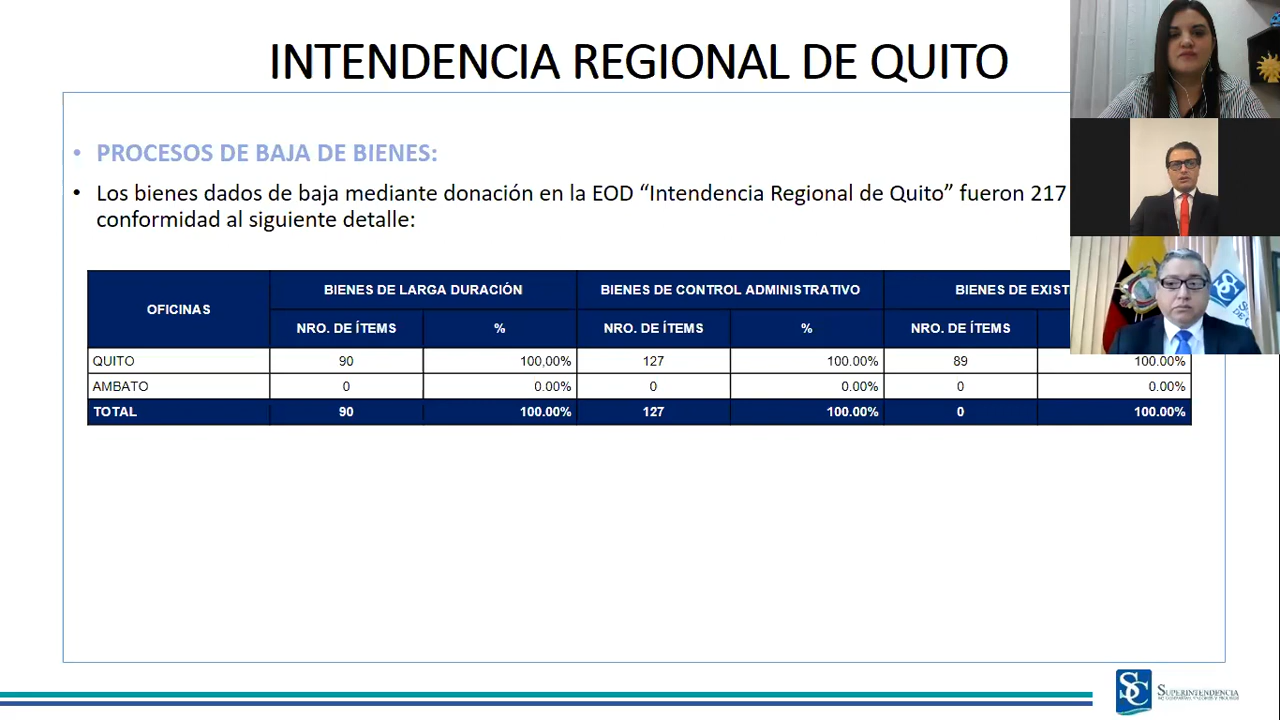 INTENDENCIA REGIONAL DE QUITO
• PROCESOS DE BAJA DE BIENES:
• Los bienes dados de baja mediante donación en la EOD “Intendencia Regional de Quito” fueron 217
conformidad al siguiente detalle:
OFICINAS BIENES DE LARGA DURACIÓN BIENES DE CONTROL ADMINISTRATIVO BIENES DE EXIST
NRO. DE ÍTEMS % NRO. DE ÍTEMS % NRO. DE ÍTEMS
QUITO 90 100,00% 127 100.00% 89 100.00%
AMBATO 0 0.00% 0 0.00% 0 0.00%
TOTAL 90 100.00% 127 100.00% 0 100.00%
SC SUPERINTENDENCIA